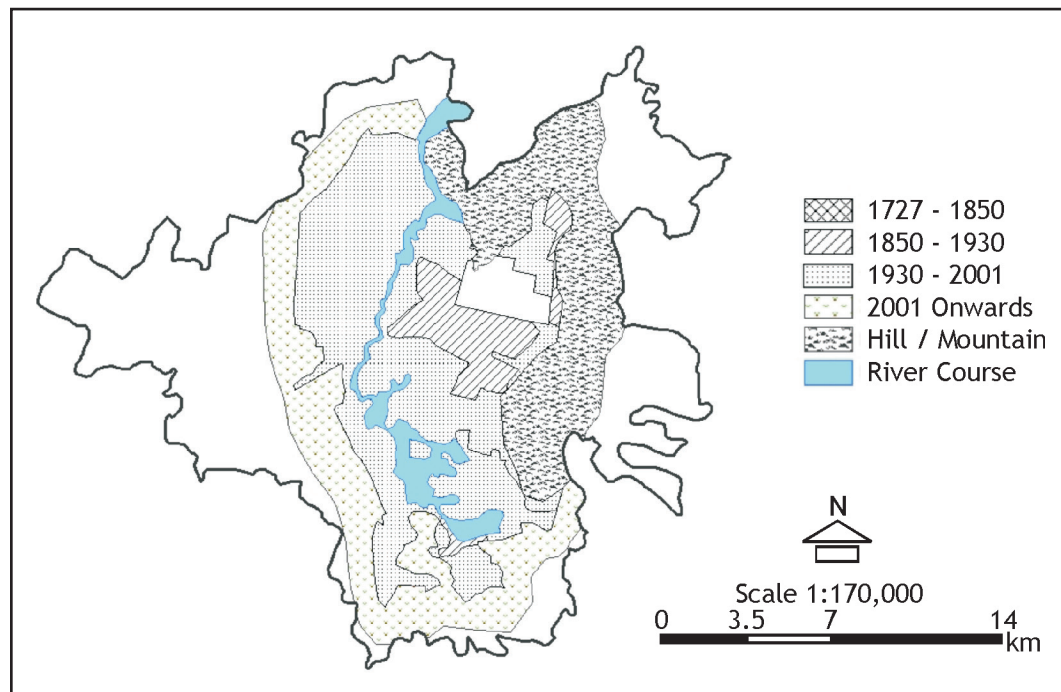 1727 - 1850
1850 - 1930
1930 - 2001
2001 Onwards
Hill / Mountain
River Course
N
Scale 1:170,000
0 3.5 7 14
km